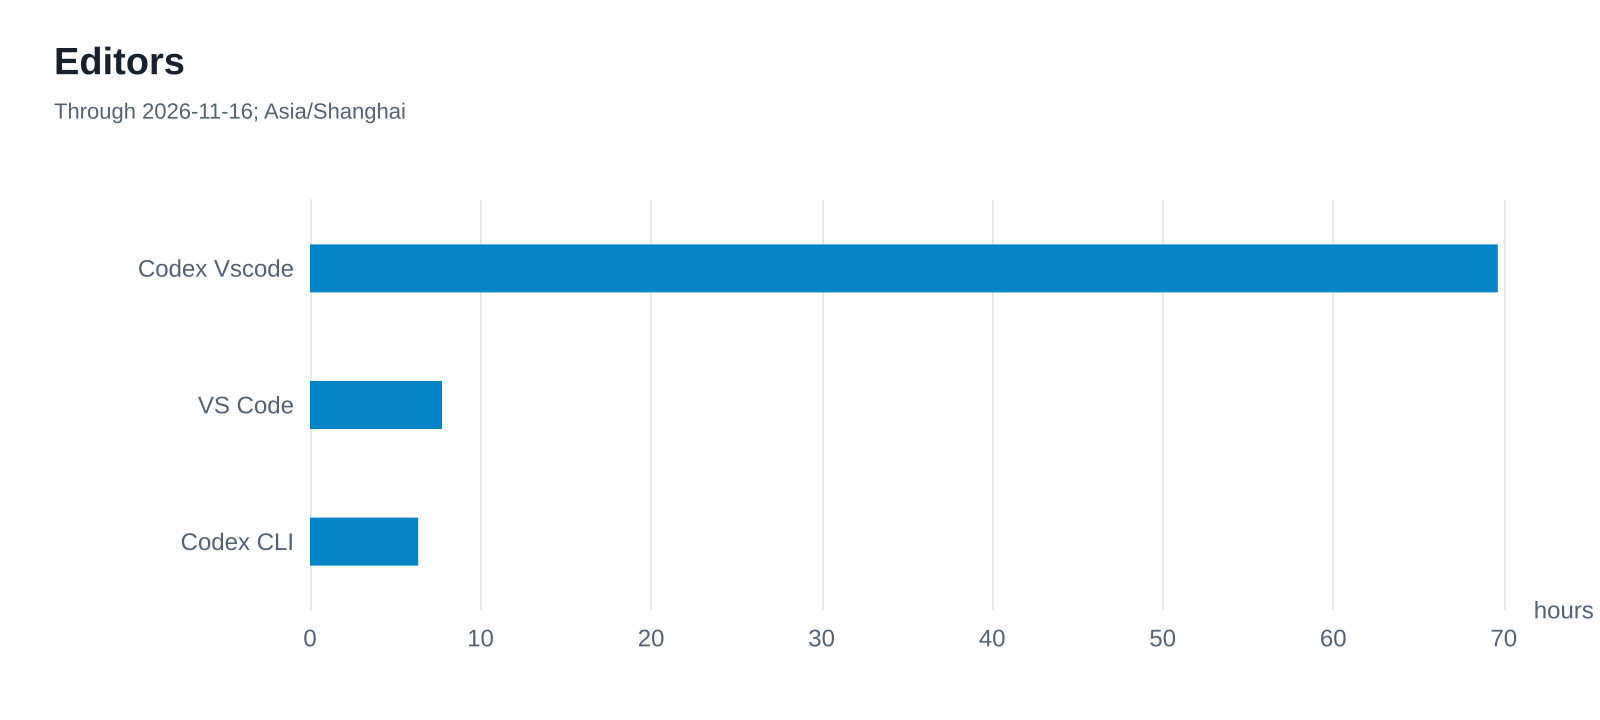 Editors
Through 2026-11-16; Asia/Shanghai
Codex Vscode
VS Code
Codex CLI
hours
0 10 20 30 40 50 60 70